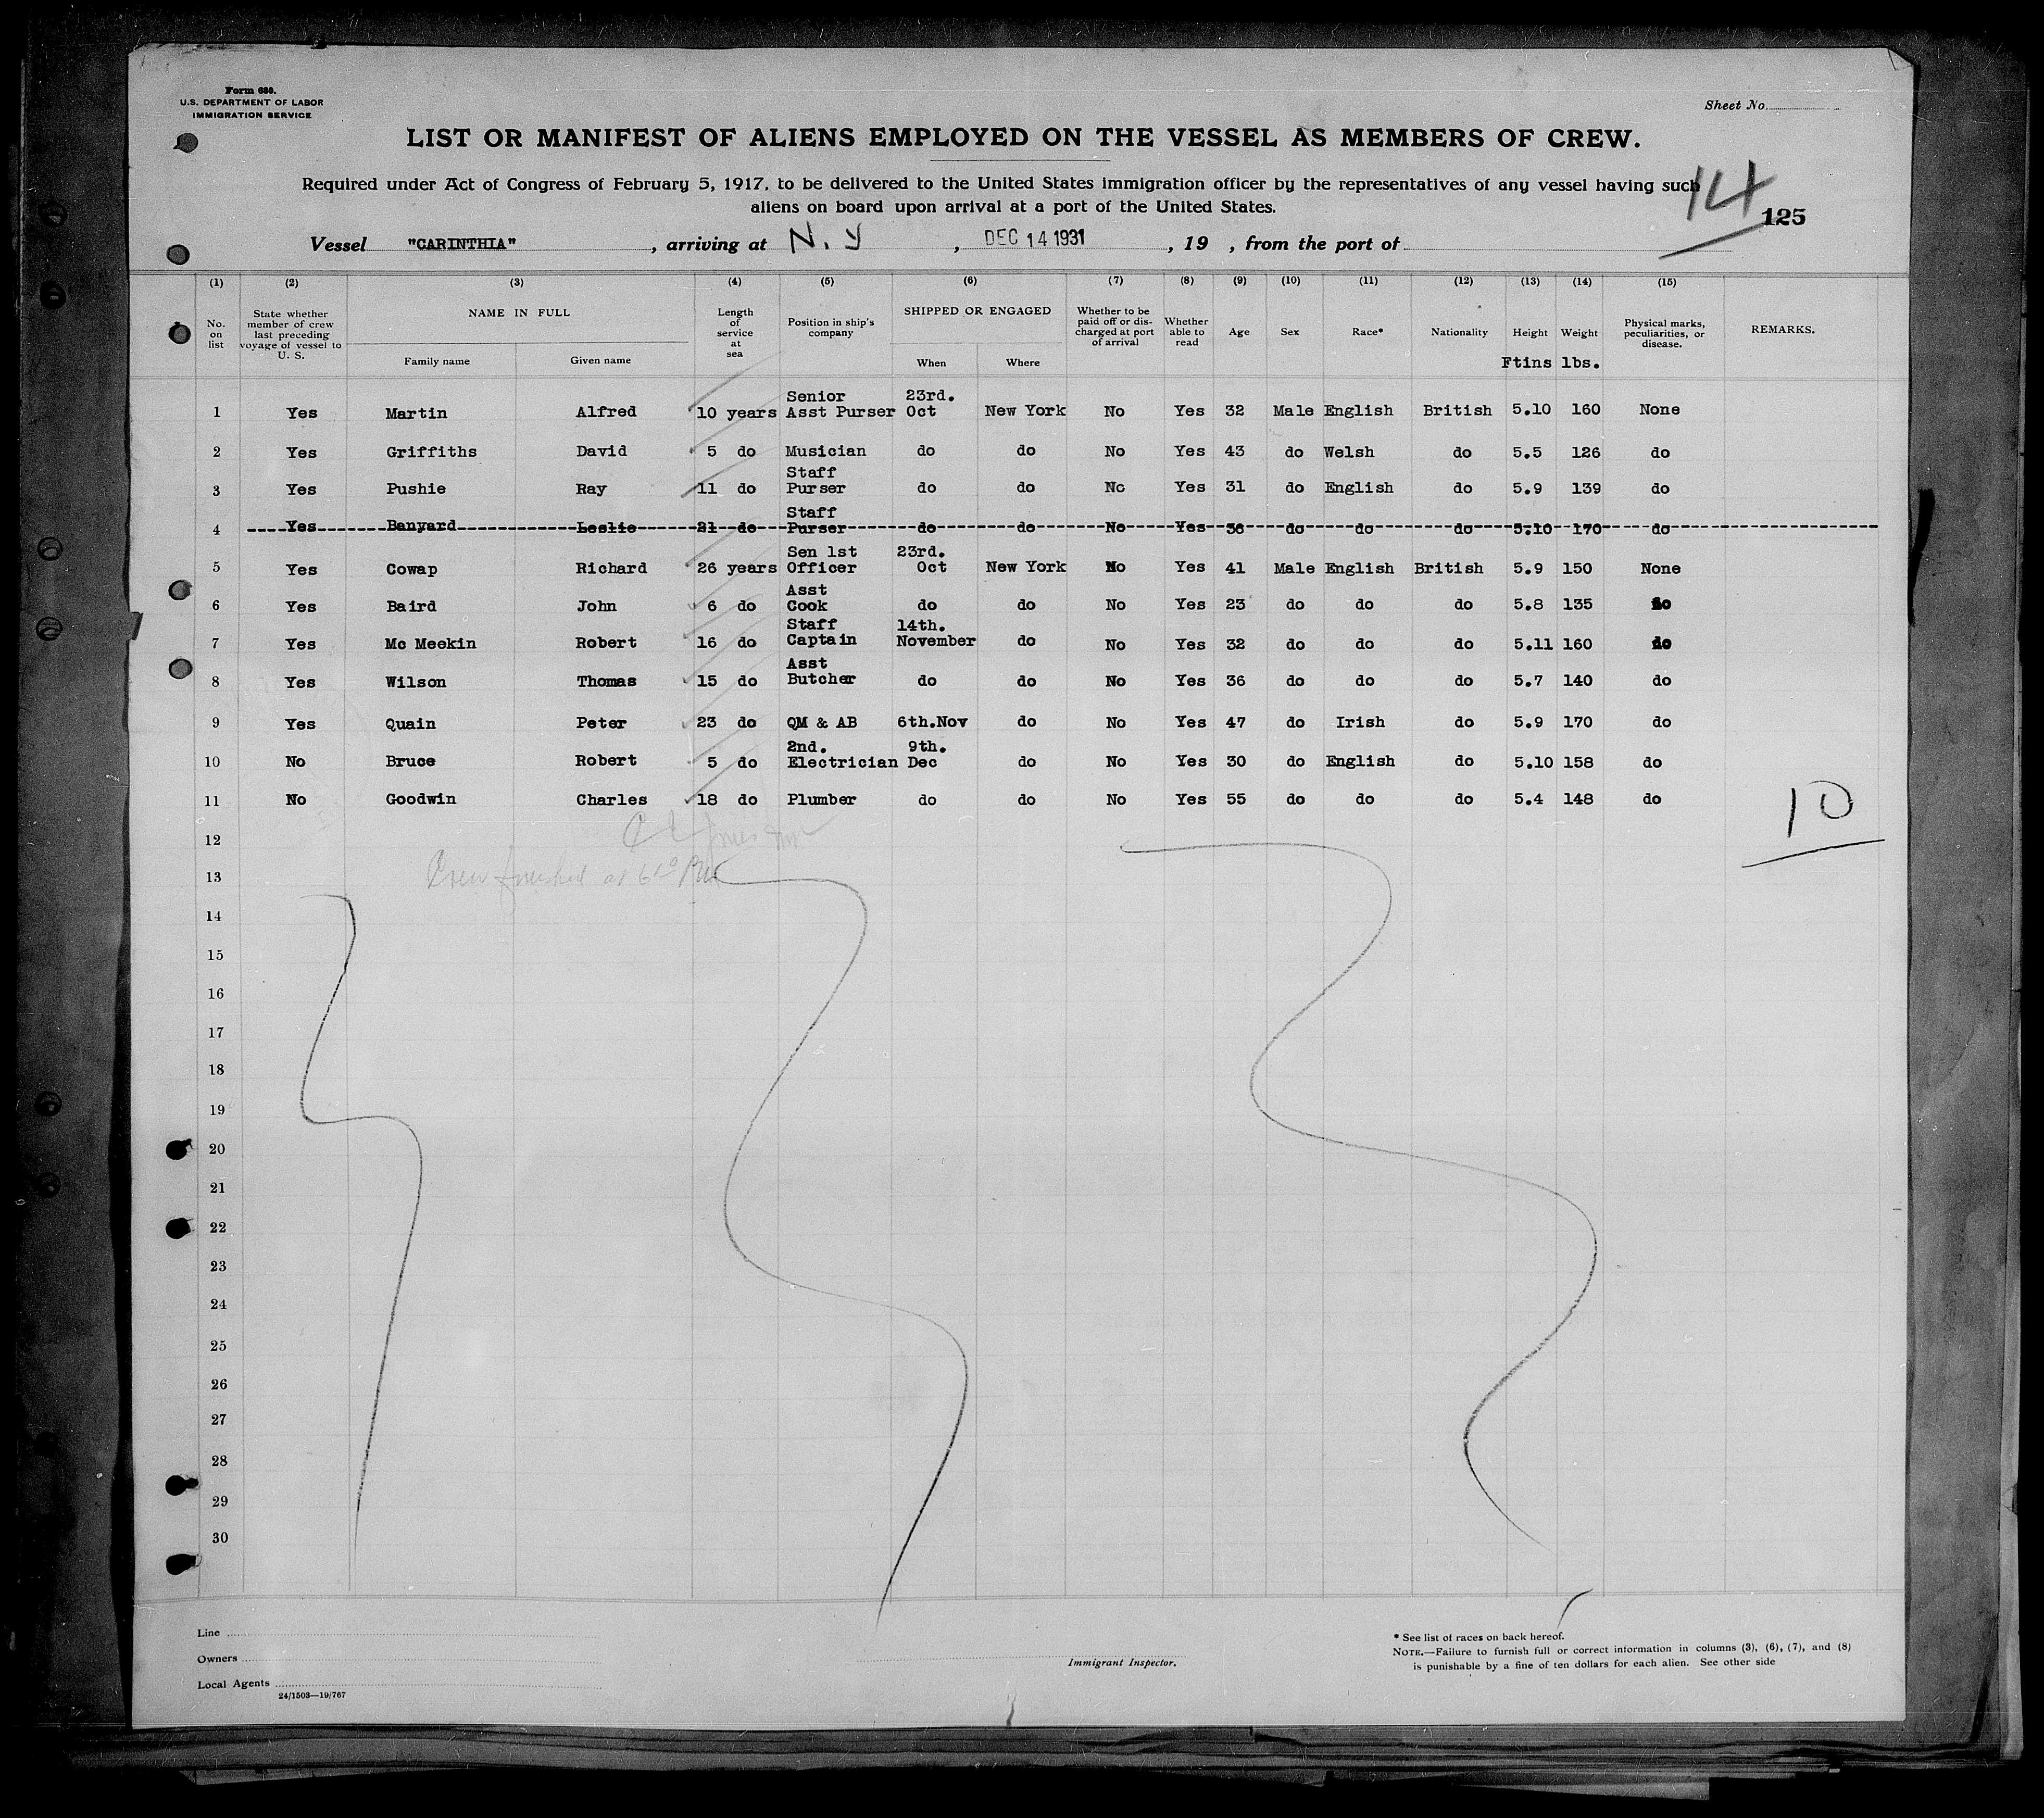 Form 680.
U.S. DEPARTMENT OF LABOR
IMMIGRATION SERVICE
Sheet No.
LIST OR MANIFEST OF ALIENS EMPLOYED ON THE VESSEL AS MEMBERS OF CREW.
Required under Act of Congress of February 5, 1917, to be delivered to the United States immigration officer by the representatives of any vessel having such
aliens on board upon arrival at a port of the United States.
14
125
Vessel "CARINTHIA", arriving at N. Y, DEC 14 1931, 19 , from the port of
(1) (2) (3) (4) (5) (6) (7) (8) (9) (10) (11) (12) (13) (14) (15)
No. on list
State whether member of crew last preceding voyage of vessel to U. S.
NAME IN FULL
Family name Given name
Length of service at sea
Position in ship's company
SHIPPED OR ENGAGED
When Where
Whether to be paid off or discharged at port of arrival
Whether able to read
Age Sex Race* Nationality Height Weight
Physical marks, peculiarities, or disease.
REMARKS.
Ftins lbs.
1 Yes Martin Alfred 10 years Senior Asst Purser 23rd. Oct New York No Yes 32 Male English British 5.10 160 None
2 Yes Griffiths David 5 do Musician do do No Yes 43 do Welsh do 5.5 126 do
3 Yes Pushie Ray 11 do Staff Purser do do No Yes 31 do English do 5.9 139 do
4 Yes Banyard Leslie 21 do Staff Purser do do No Yes 36 do do do 5.10 170 do
5 Yes Cowap Richard 26 years Sen 1st Officer 23rd. Oct New York No Yes 41 Male English British 5.9 150 None
6 Yes Baird John 6 do Asst Cook do do No Yes 23 do do do 5.8 135 do
7 Yes Mc Meekin Robert 16 do Staff Captain 14th. November do No Yes 32 do do do 5.11 160 do
8 Yes Wilson Thomas 15 do Asst Butcher do do No Yes 36 do do do 5.7 140 do
9 Yes Quain Peter 23 do QM & AB 6th.Nov do No Yes 47 do Irish do 5.9 170 do
10 No Bruce Robert 5 do 2nd. Electrician 9th. Dec do No Yes 30 do English do 5.10 158 do
11 No Goodwin Charles 18 do Plumber do do No Yes 55 do do do 5.4 148 do
10
12
13 Crew finished at
14
15
16
17
18
19
20
21
22
23
24
25
26
27
28
29
30
Line
Owners
Local Agents
24/1503—19/767
Immigrant Inspector.
* See list of races on back hereof.
NOTE.—Failure to furnish full or correct information in columns (3), (6), (7), and (8)
is punishable by a fine of ten dollars for each alien. See other side